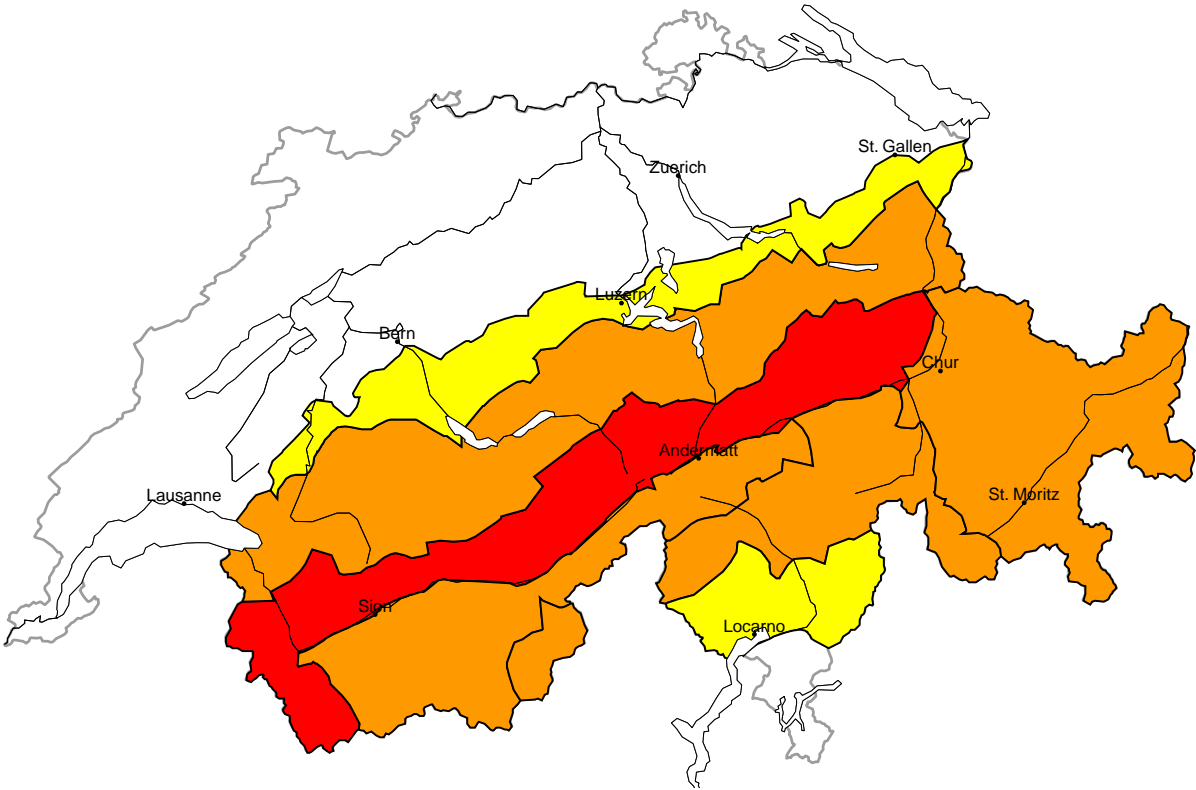 St. Gallen
Zuerich
Luzern
Bern
Chur
Andermatt
St. Moritz
Lausanne
Sion
Locarno